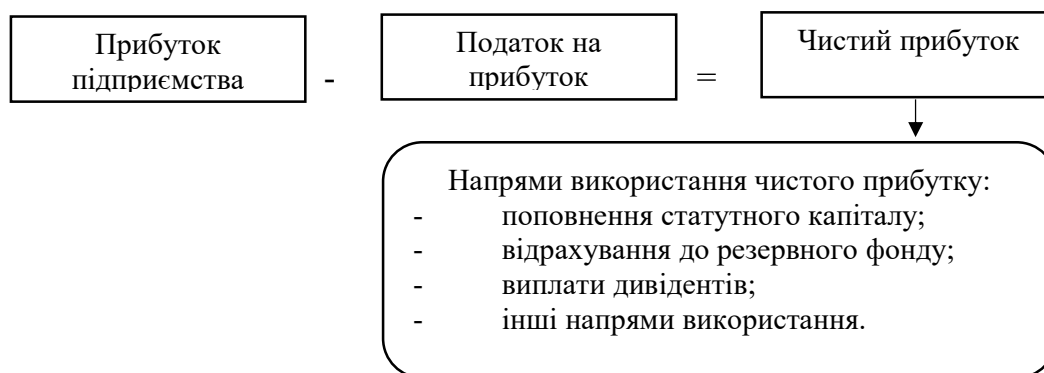 Прибуток
підприємства
-
Податок на
прибуток
=
Чистий прибуток
Напрями використання чистого прибутку:
- поповнення статутного капіталу;
- відрахування до резервного фонду;
- виплати дивідентів;
- інші напрями використання.